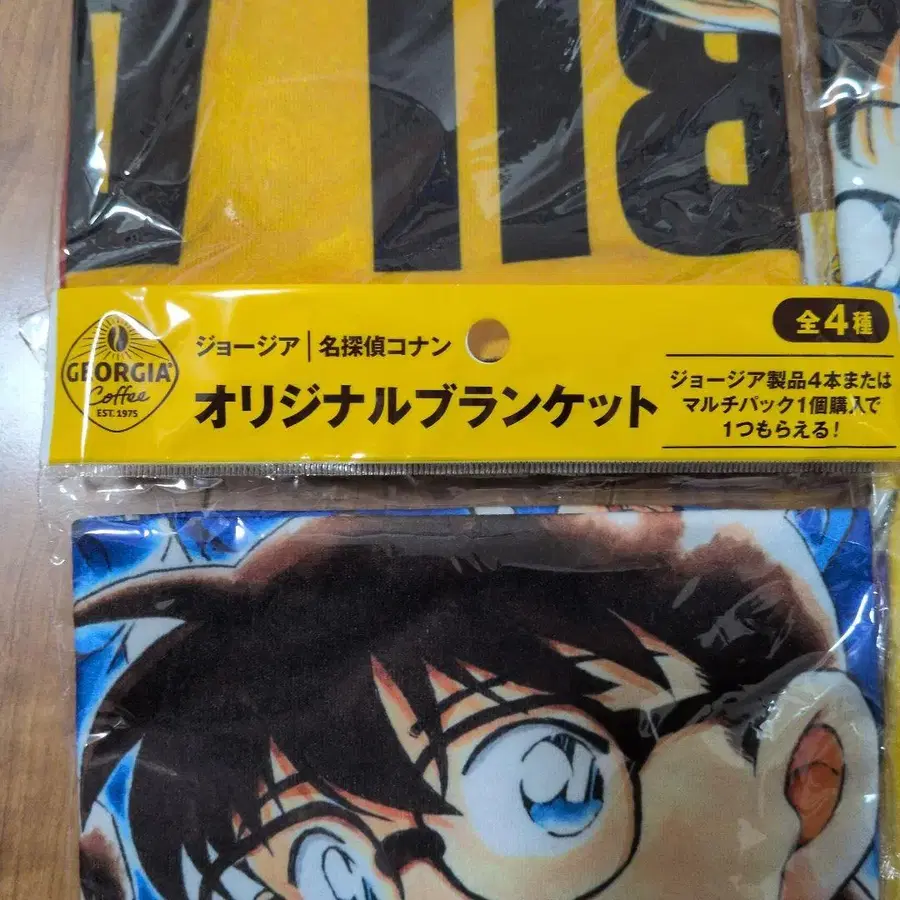 GEORGIA
Coffee
EST. 1975
ジョージア|名探偵コナン
オリジナルブランケット
全4種
ジョージア製品4本または
マルチパック1個購入で
1つもらえる!